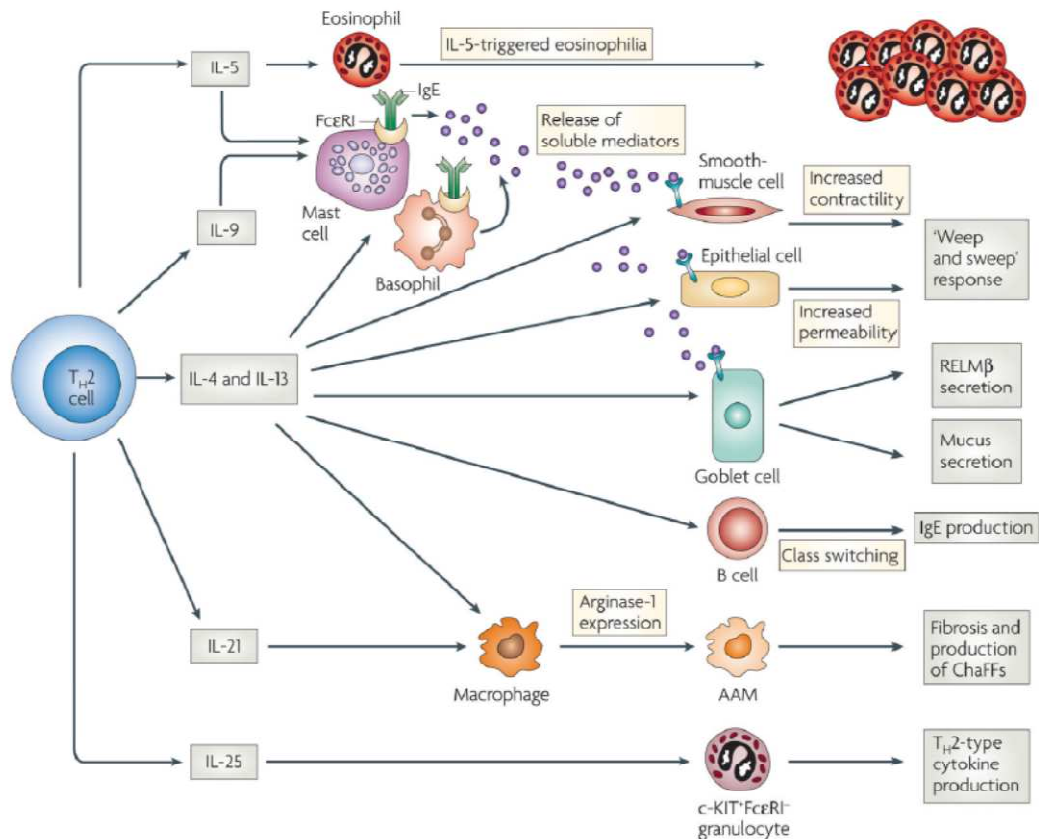 Eosinophil
IL-5-triggered eosinophilia
IL-5
IgE
FcεRI
Release of
soluble mediators
Smooth-
muscle cell
Increased
contractility
Mast
cell
IL-9
'Weep
and sweep'
response
Epithelial cell
Basophil
Increased
permeability
T_H2
cell
IL-4 and IL-13
RELMβ
secretion
Mucus
secretion
Goblet cell
IgE production
Class switching
B cell
Arginase-1
expression
IL-21
Fibrosis and
production
of ChaFFs
Macrophage
AAM
IL-25
T_H2-type
cytokine
production
c-KIT⁺FcεRI⁻
granulocyte